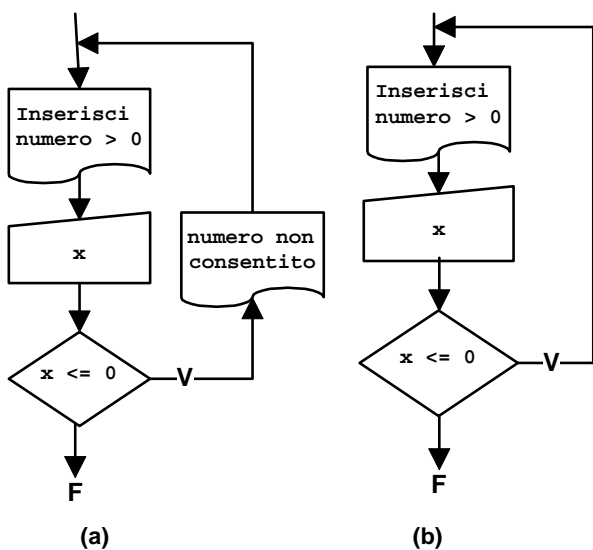 Inserisci
numero > 0
x
numero non
consentito
x <= 0
V
F
(a)
Inserisci
numero > 0
x
x <= 0
V
F
(b)